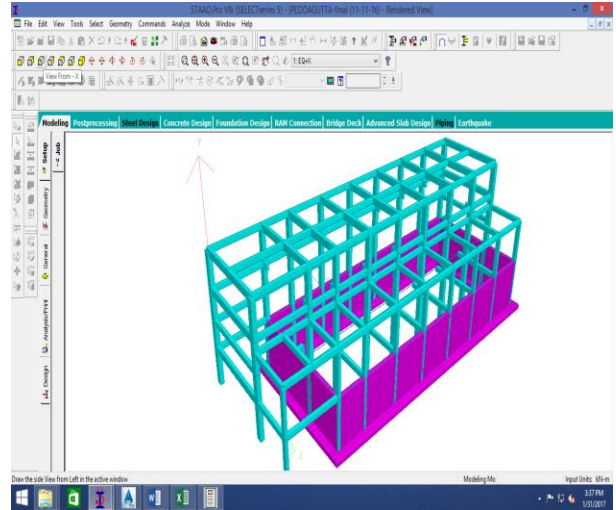 STAAD.Pro V8i (SELECTseries 5) - [PEDDAGUTTA-final (11-11-16) - Rendered View]
File Edit View Tools Select Geometry Commands Analyze Mode Window Help
1:EQ+X
View From - X
Modeling Postprocessing Steel Design Concrete Design Foundation Design RAM Connection Bridge Deck Advanced Slab Design Piping Earthquake
Job
Setup
Geometry
General
Analysis/Print
Design
Y
Draw the side View from Left in the active window
Modeling Mo
Input Units: kN-m
3:37 PM
1/31/2017